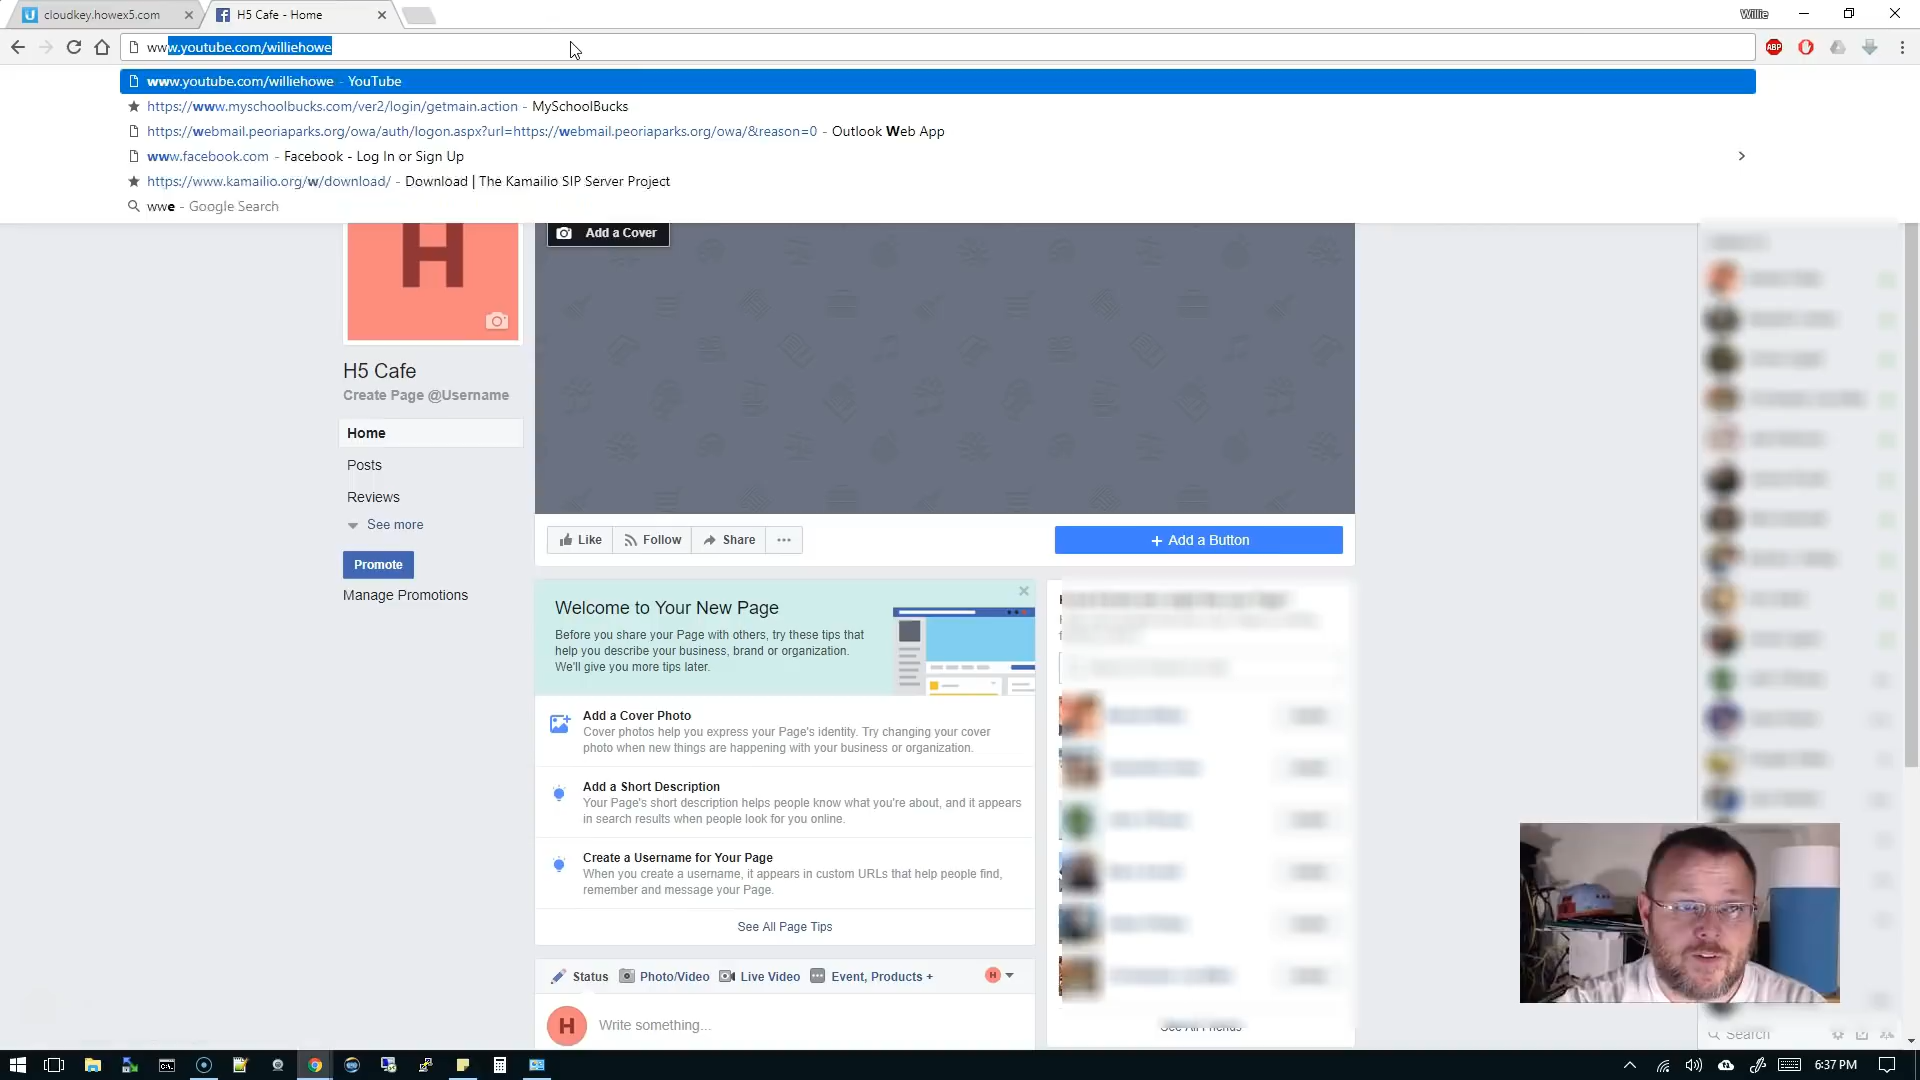 cloudkey.howex5.com
H5 Cafe - Home
Willie
www.youtube.com/williehowe
ABP
www.youtube.com/williehowe - YouTube
https://www.myschoolbucks.com/ver2/login/getmain.action - MySchoolBucks
https://webmail.peoriaparks.org/owa/auth/logon.aspx?url=https://webmail.peoriaparks.org/owa/&reason=0 - Outlook Web App
www.facebook.com - Facebook - Log In or Sign Up
https://www.kamailio.org/w/download/ - Download | The Kamailio SIP Server Project
wwe - Google Search
H
Add a Cover
H5 Cafe
Create Page @Username
Home
Posts
Reviews
See more
Promote
Manage Promotions
Like
Follow
Share
+ Add a Button
Welcome to Your New Page
Before you share your Page with others, try these tips that
help you describe your business, brand or organization.
We'll give you more tips later.
Add a Cover Photo
Cover photos help you express your Page's identity. Try changing your cover
photo when new things are happening with your business or organization.
Add a Short Description
Your Page's short description helps people know what you're about, and it appears
in search results when people look for you online.
Create a Username for Your Page
When you create a username, it appears in custom URLs that help people find,
remember and message your Page.
See All Page Tips
Status
Photo/Video
Live Video
Event, Products +
H
H
Write something...
See All Friends
Search
6:37 PM